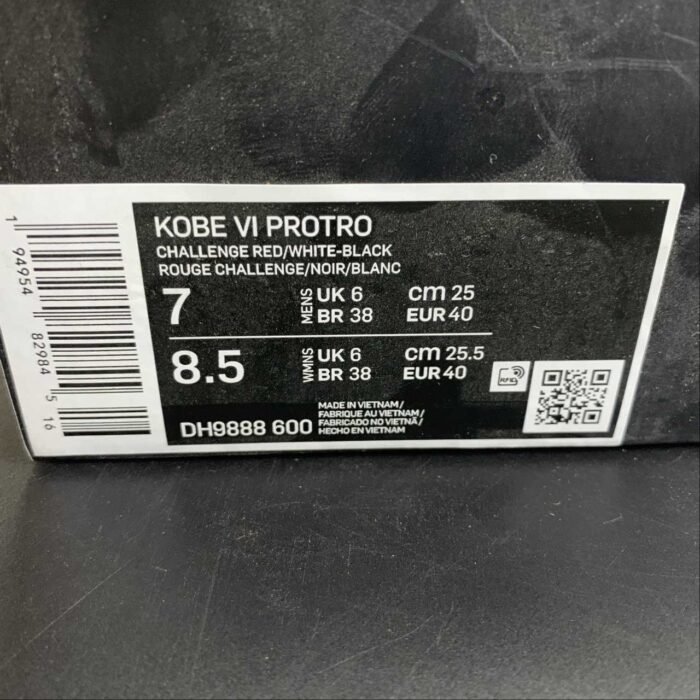 KOBE VI PROTRO
CHALLENGE RED/WHITE-BLACK
ROUGE CHALLENGE/NOIR/BLANC
7 MENS UK 6 cm 25
BR 38 EUR 40
8.5 WMNS UK 6 cm 25.5
BR 38 EUR 40
RFID
DH9888 600
MADE IN VIETNAM/
FABRIQUE AU VIETNAM/
FABRICADO NO VIETNÃ/
HECHO EN VIETNAM
1 94954 82984 5 16